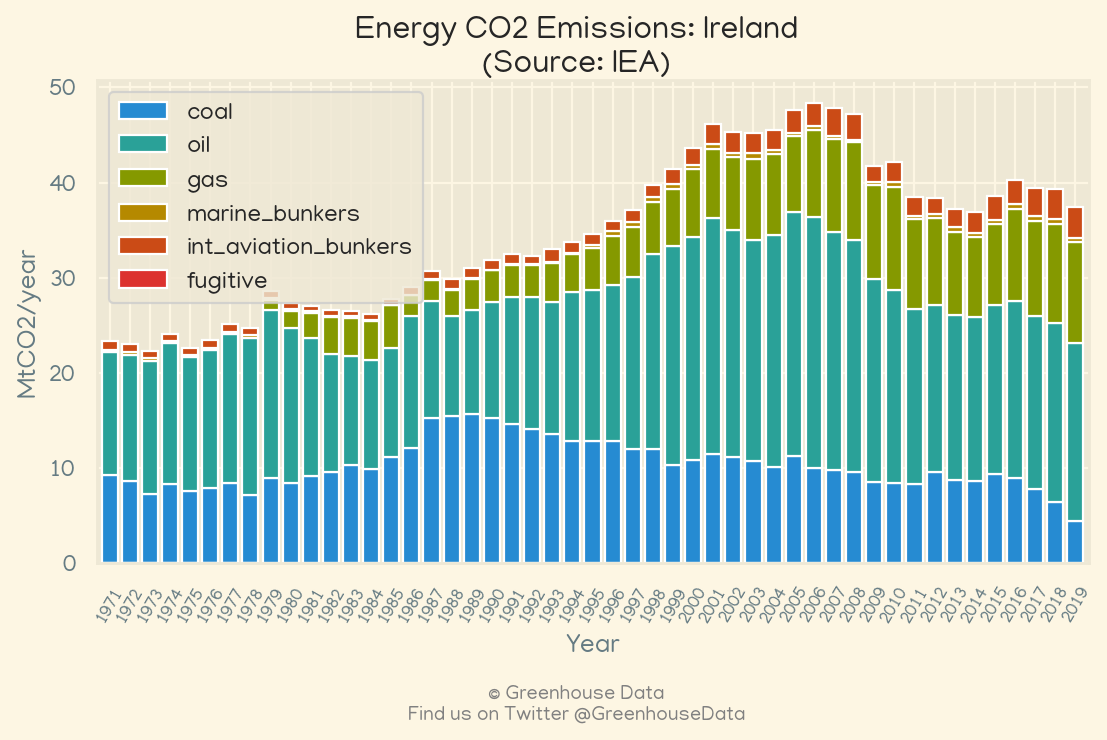 Energy CO2 Emissions: Ireland
(Source: IEA)
MtCO2/year
50
40
30
20
10
0
coal
oil
gas
marine_bunkers
int_aviation_bunkers
fugitive
1971 1972 1973 1974 1975 1976 1977 1978 1979 1980 1981 1982 1983 1984 1985 1986 1987 1988 1989 1990 1991 1992 1993 1994 1995 1996 1997 1998 1999 2000 2001 2002 2003 2004 2005 2006 2007 2008 2009 2010 2011 2012 2013 2014 2015 2016 2017 2018 2019
Year
© Greenhouse Data
Find us on Twitter @GreenhouseData